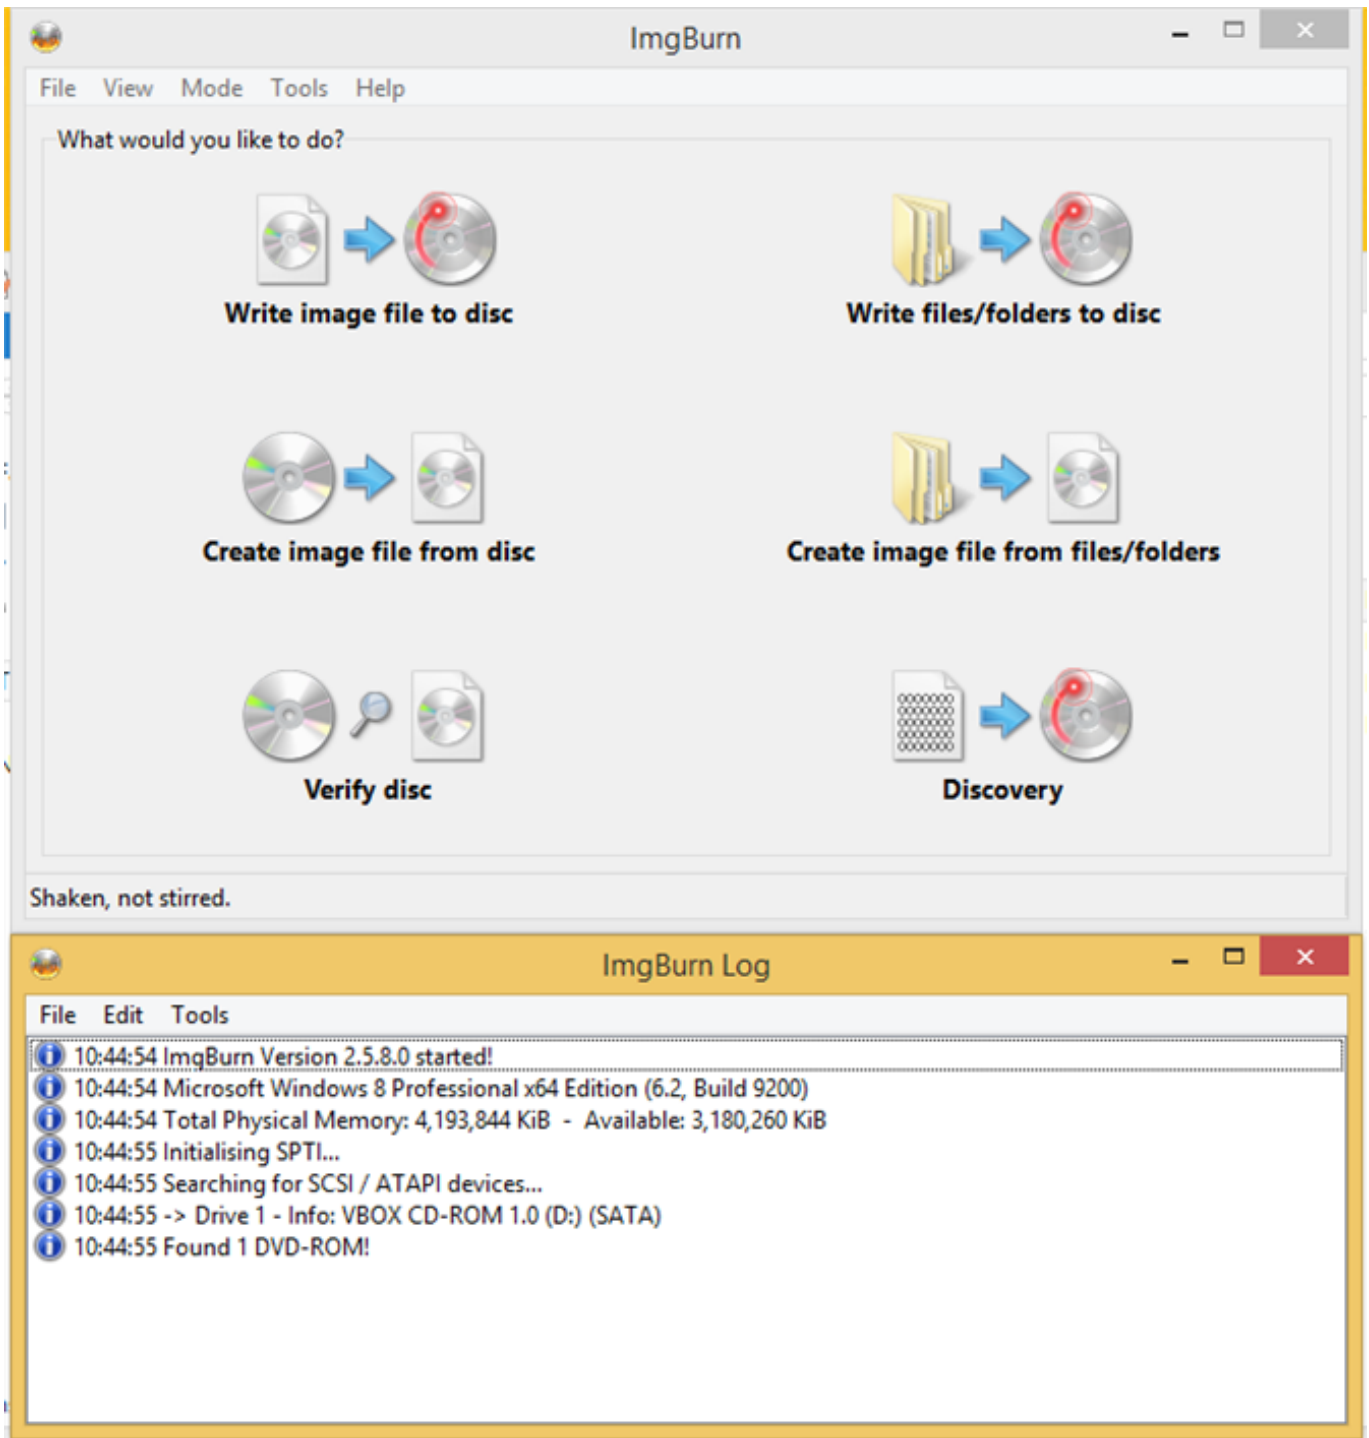 ImgBurn
File View Mode Tools Help
What would you like to do?
Write image file to disc
Write files/folders to disc
Create image file from disc
Create image file from files/folders
Verify disc
Discovery
Shaken, not stirred.
ImgBurn Log
File Edit Tools
10:44:54 ImgBurn Version 2.5.8.0 started!
10:44:54 Microsoft Windows 8 Professional x64 Edition (6.2, Build 9200)
10:44:54 Total Physical Memory: 4,193,844 KiB - Available: 3,180,260 KiB
10:44:55 Initialising SPTI...
10:44:55 Searching for SCSI / ATAPI devices...
10:44:55 -> Drive 1 - Info: VBOX CD-ROM 1.0 (D:) (SATA)
10:44:55 Found 1 DVD-ROM!